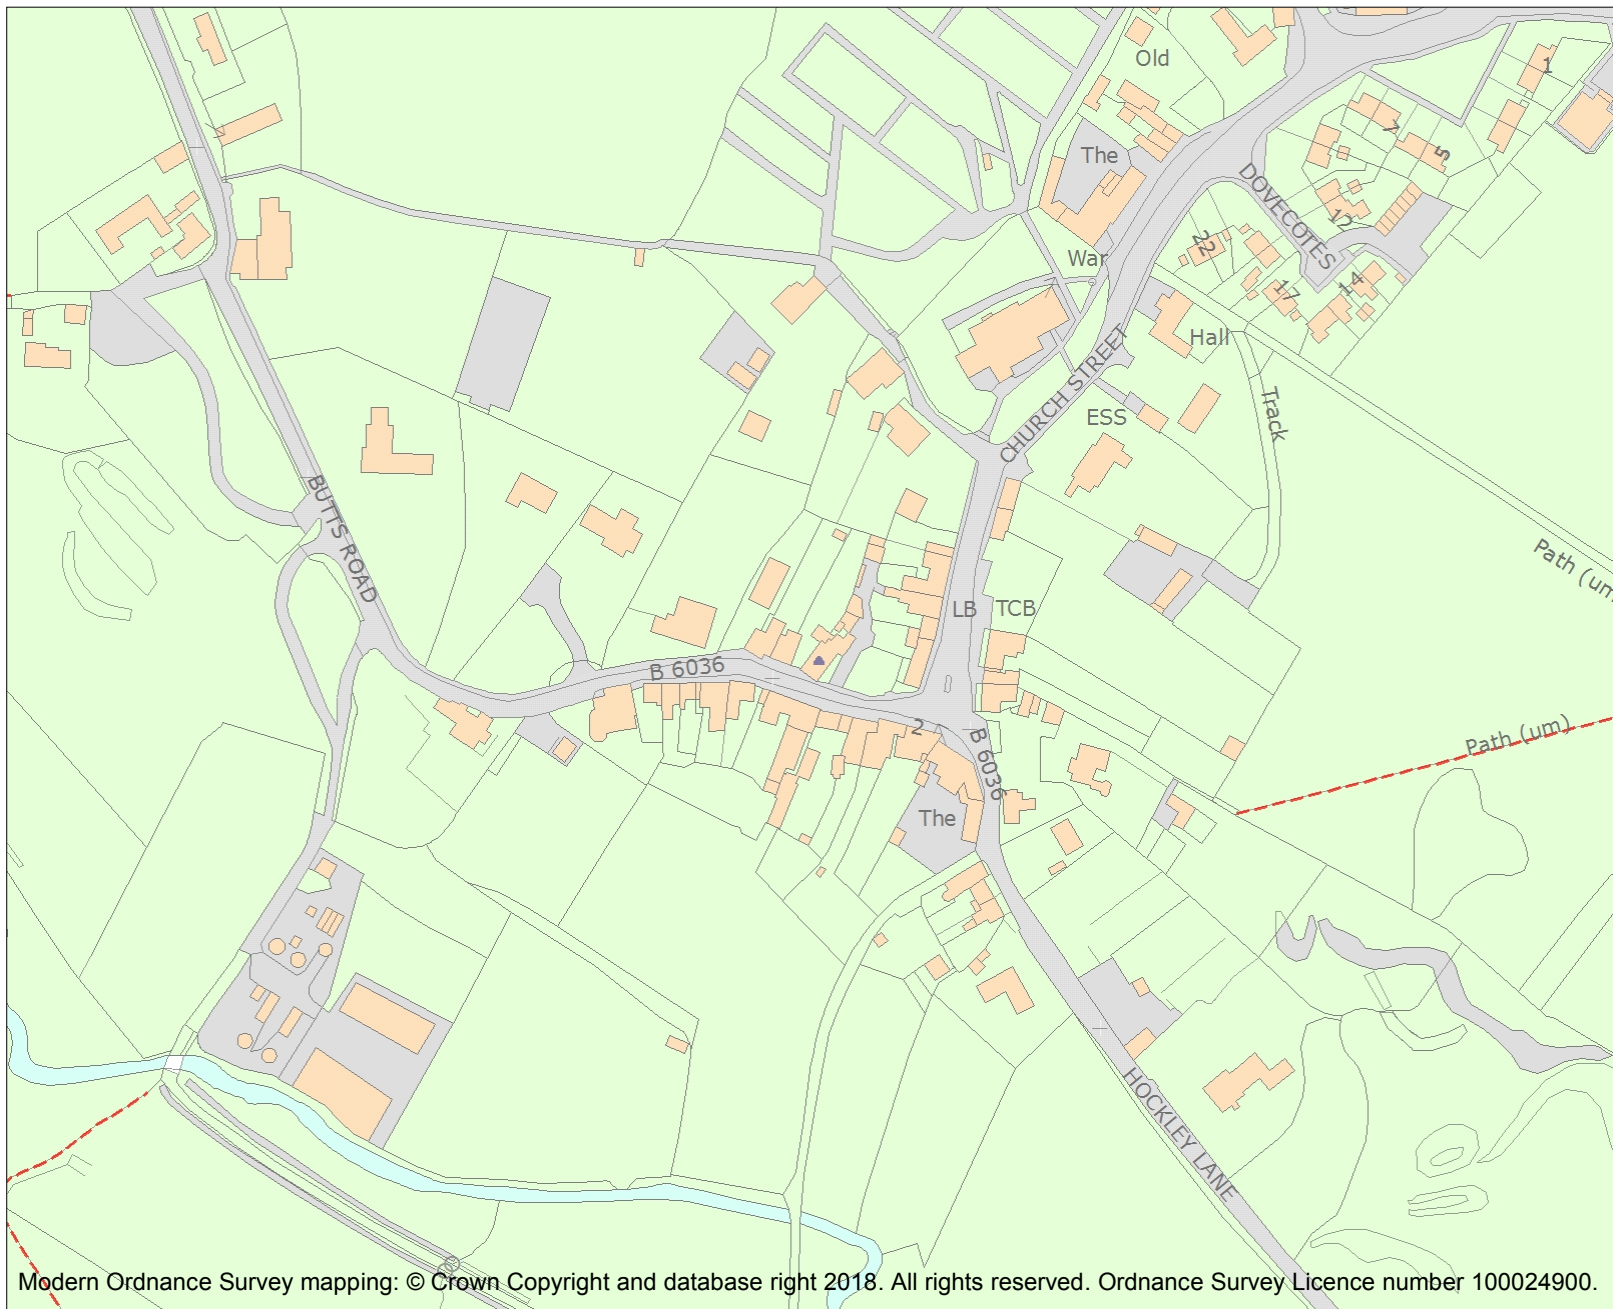 Old
1
7
5
The
DOVECOTES
12
22
War
17
14
Hall
CHURCH STREET
ESS
Track
BUTTS ROAD
Path (um
LB
TCB
B 6036
2
B 6036
Path (um)
The
HOCKLEY LANE
Modern Ordnance Survey mapping: © Crown Copyright and database right 2018. All rights reserved. Ordnance Survey Licence number 100024900.